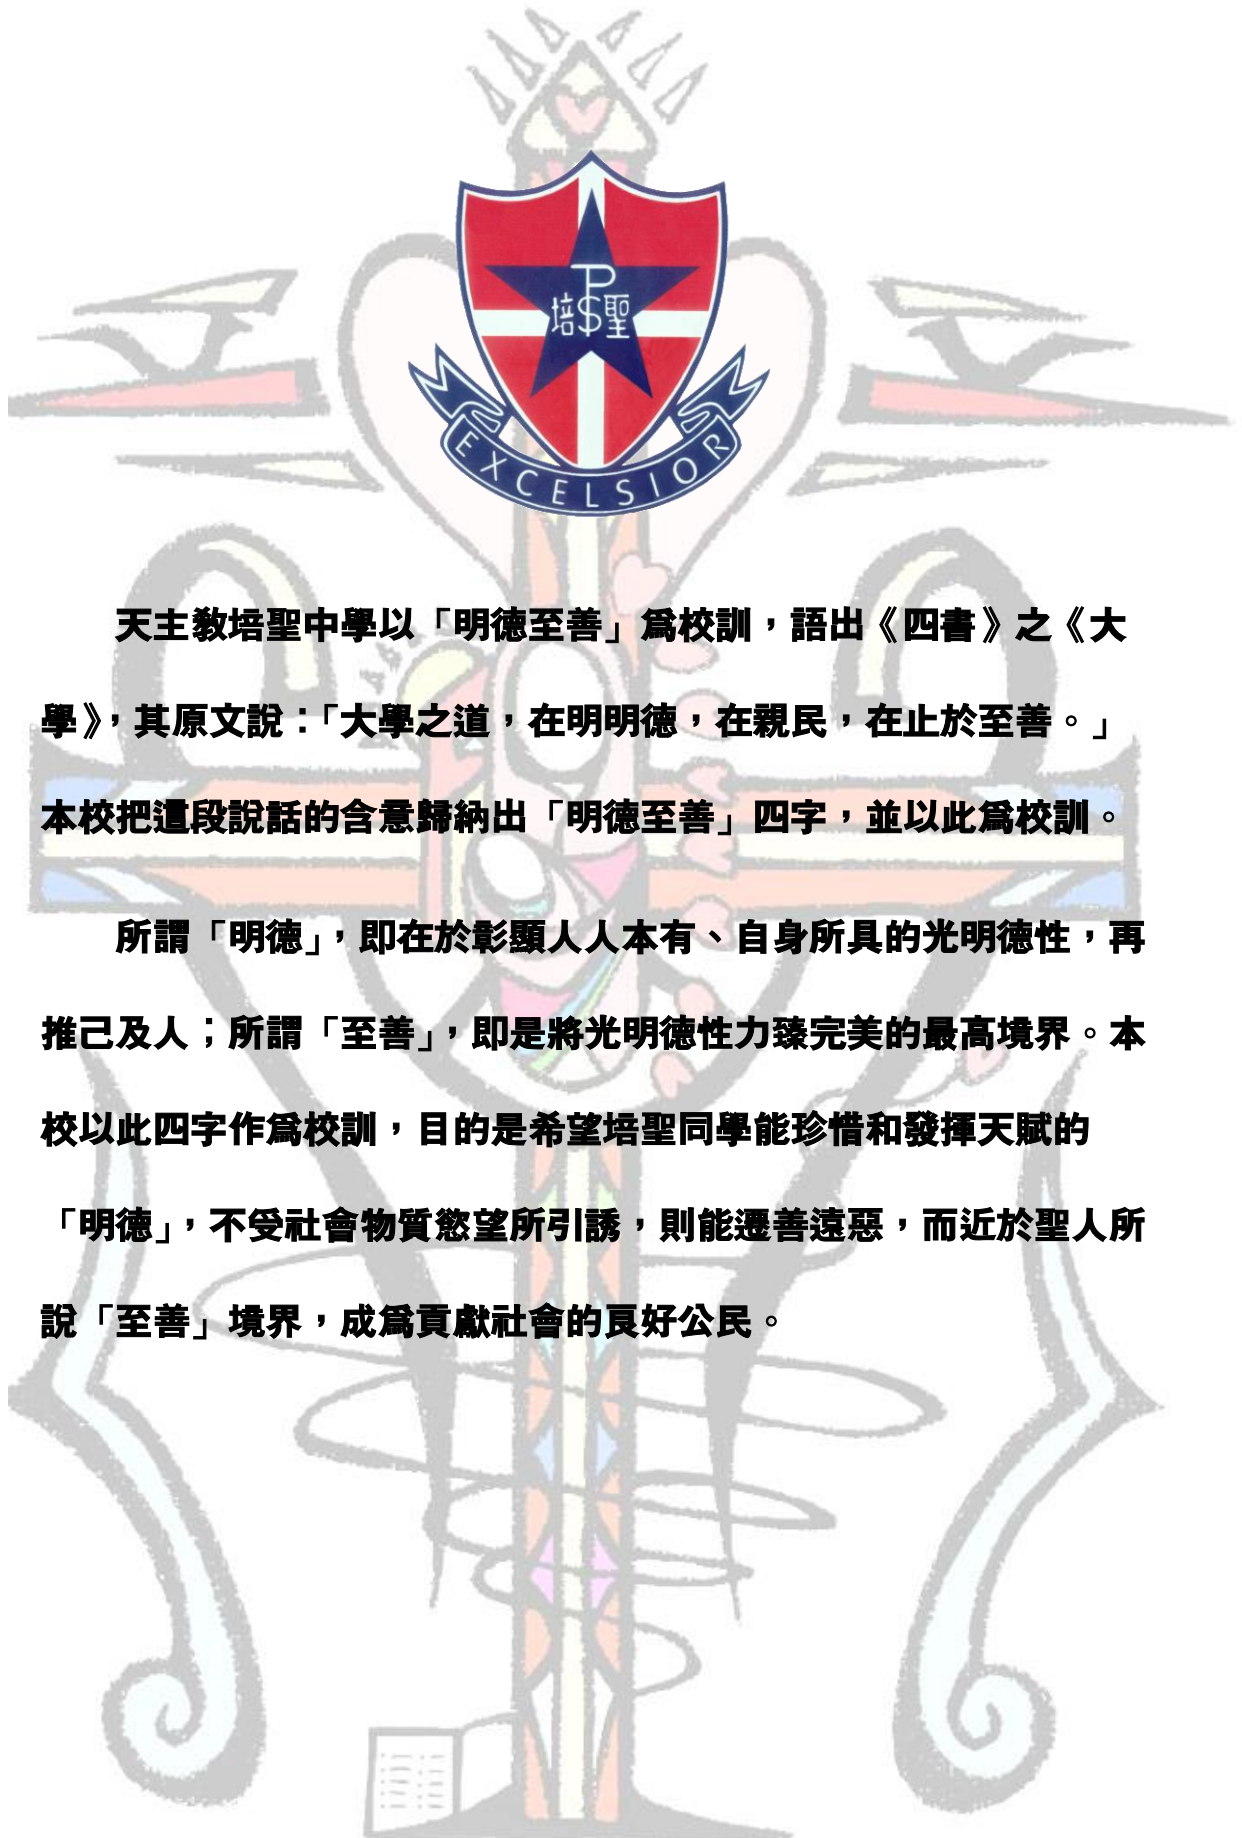 培聖
EXCELSIOR
天主教培聖中學以「明德至善」為校訓，語出《四書》之《大
學》，其原文說：「大學之道，在明明德，在親民，在止於至善。」
本校把這段說話的含意歸納出「明德至善」四字，並以此為校訓。
所謂「明德」，即在於彰顯人人本有、自身所具的光明德性，再
推己及人；所謂「至善」，即是將光明德性力臻完美的最高境界。本
校以此四字作為校訓，目的是希望培聖同學能珍惜和發揮天賦的
「明德」，不受社會物質慾望所引誘，則能遷善遠惡，而近於聖人所
說「至善」境界，成為貢獻社會的良好公民。